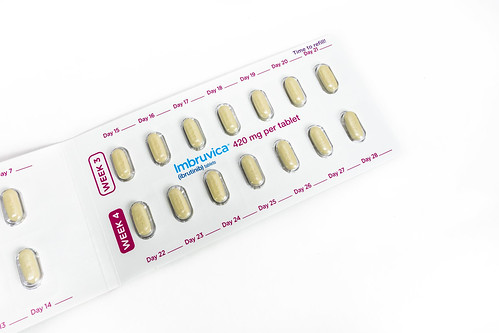 Time to refill!
Day 15 Day 16 Day 17 Day 18 Day 19 Day 20 Day 21
WEEK 3
Imbruvica® 420 mg per tablet
(ibrutinib) tablets
WEEK 4
Day 22 Day 23 Day 24 Day 25 Day 26 Day 27 Day 28
Day 7
13 Day 14